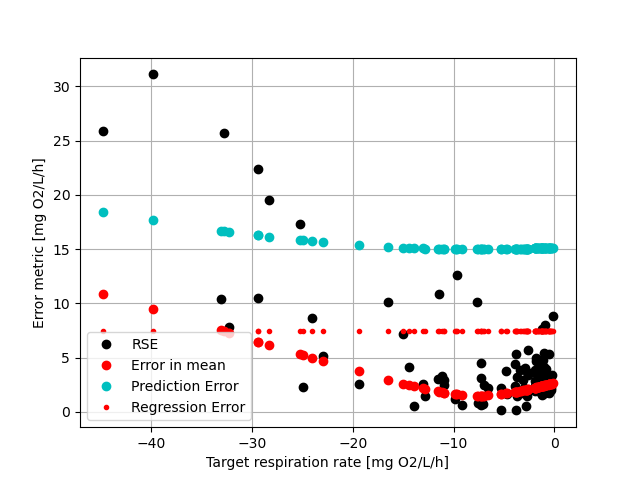 30
25
20
15
10
5
0
Error metric [mg O2/L/h]
RSE
Error in mean
Prediction Error
Regression Error
−40
−30
−20
−10
0
Target respiration rate [mg O2/L/h]